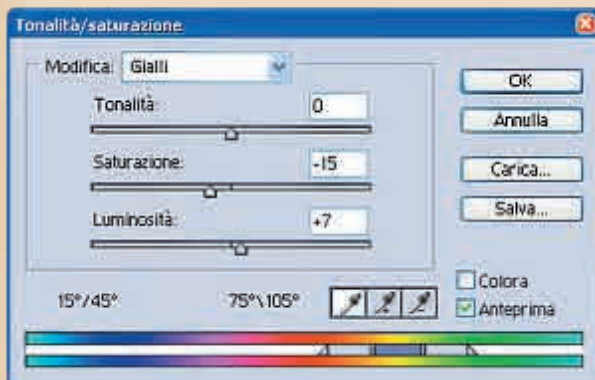 Tonalità/saturazione
Modifica: Gialli
OK
Tonalità: 0
Annulla
Saturazione: -15
Carica...
Luminosità: +7
Salva...
Colora
15°/45° 75°\105°
Anteprima